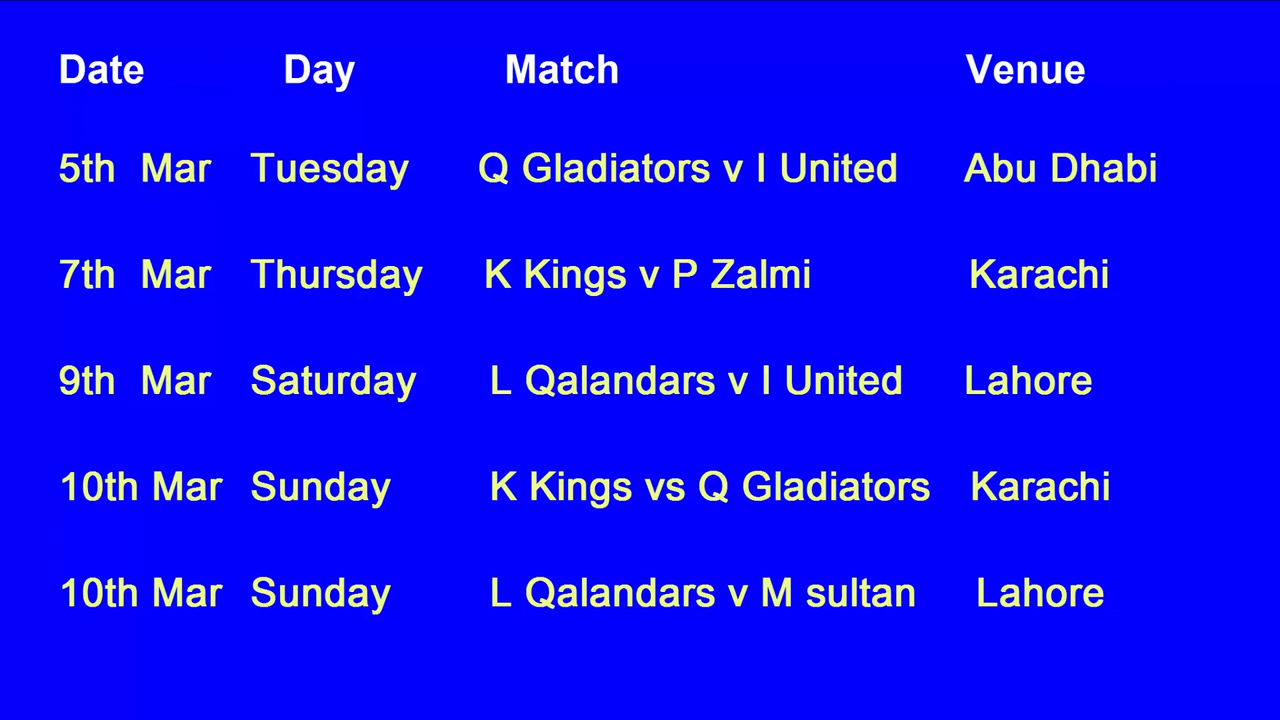 Date Day Match Venue
5th Mar Tuesday Q Gladiators v I United Abu Dhabi
7th Mar Thursday K Kings v P Zalmi Karachi
9th Mar Saturday L Qalandars v I United Lahore
10th Mar Sunday K Kings vs Q Gladiators Karachi
10th Mar Sunday L Qalandars v M sultan Lahore